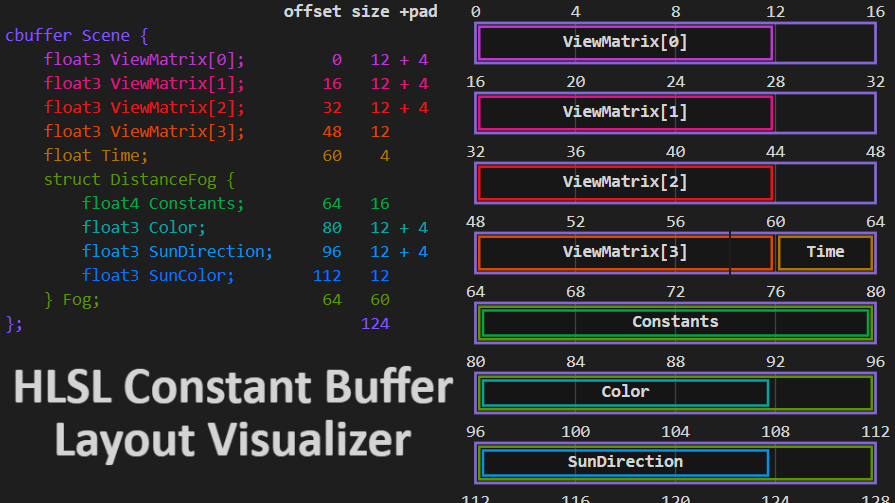 offset size +pad
cbuffer Scene {
float3 ViewMatrix[0]; 0 12 + 4
float3 ViewMatrix[1]; 16 12 + 4
float3 ViewMatrix[2]; 32 12 + 4
float3 ViewMatrix[3]; 48 12
float Time; 60 4
struct DistanceFog {
float4 Constants; 64 16
float3 Color; 80 12 + 4
float3 SunDirection; 96 12 + 4
float3 SunColor; 112 12
} Fog; 64 60
}; 124
HLSL Constant Buffer
Layout Visualizer
0 4 8 12 16
ViewMatrix[0]
16 20 24 28 32
ViewMatrix[1]
32 36 40 44 48
ViewMatrix[2]
48 52 56 60 64
ViewMatrix[3] Time
64 68 72 76 80
Constants
80 84 88 92 96
Color
96 100 104 108 112
SunDirection
112 116 120 124 128